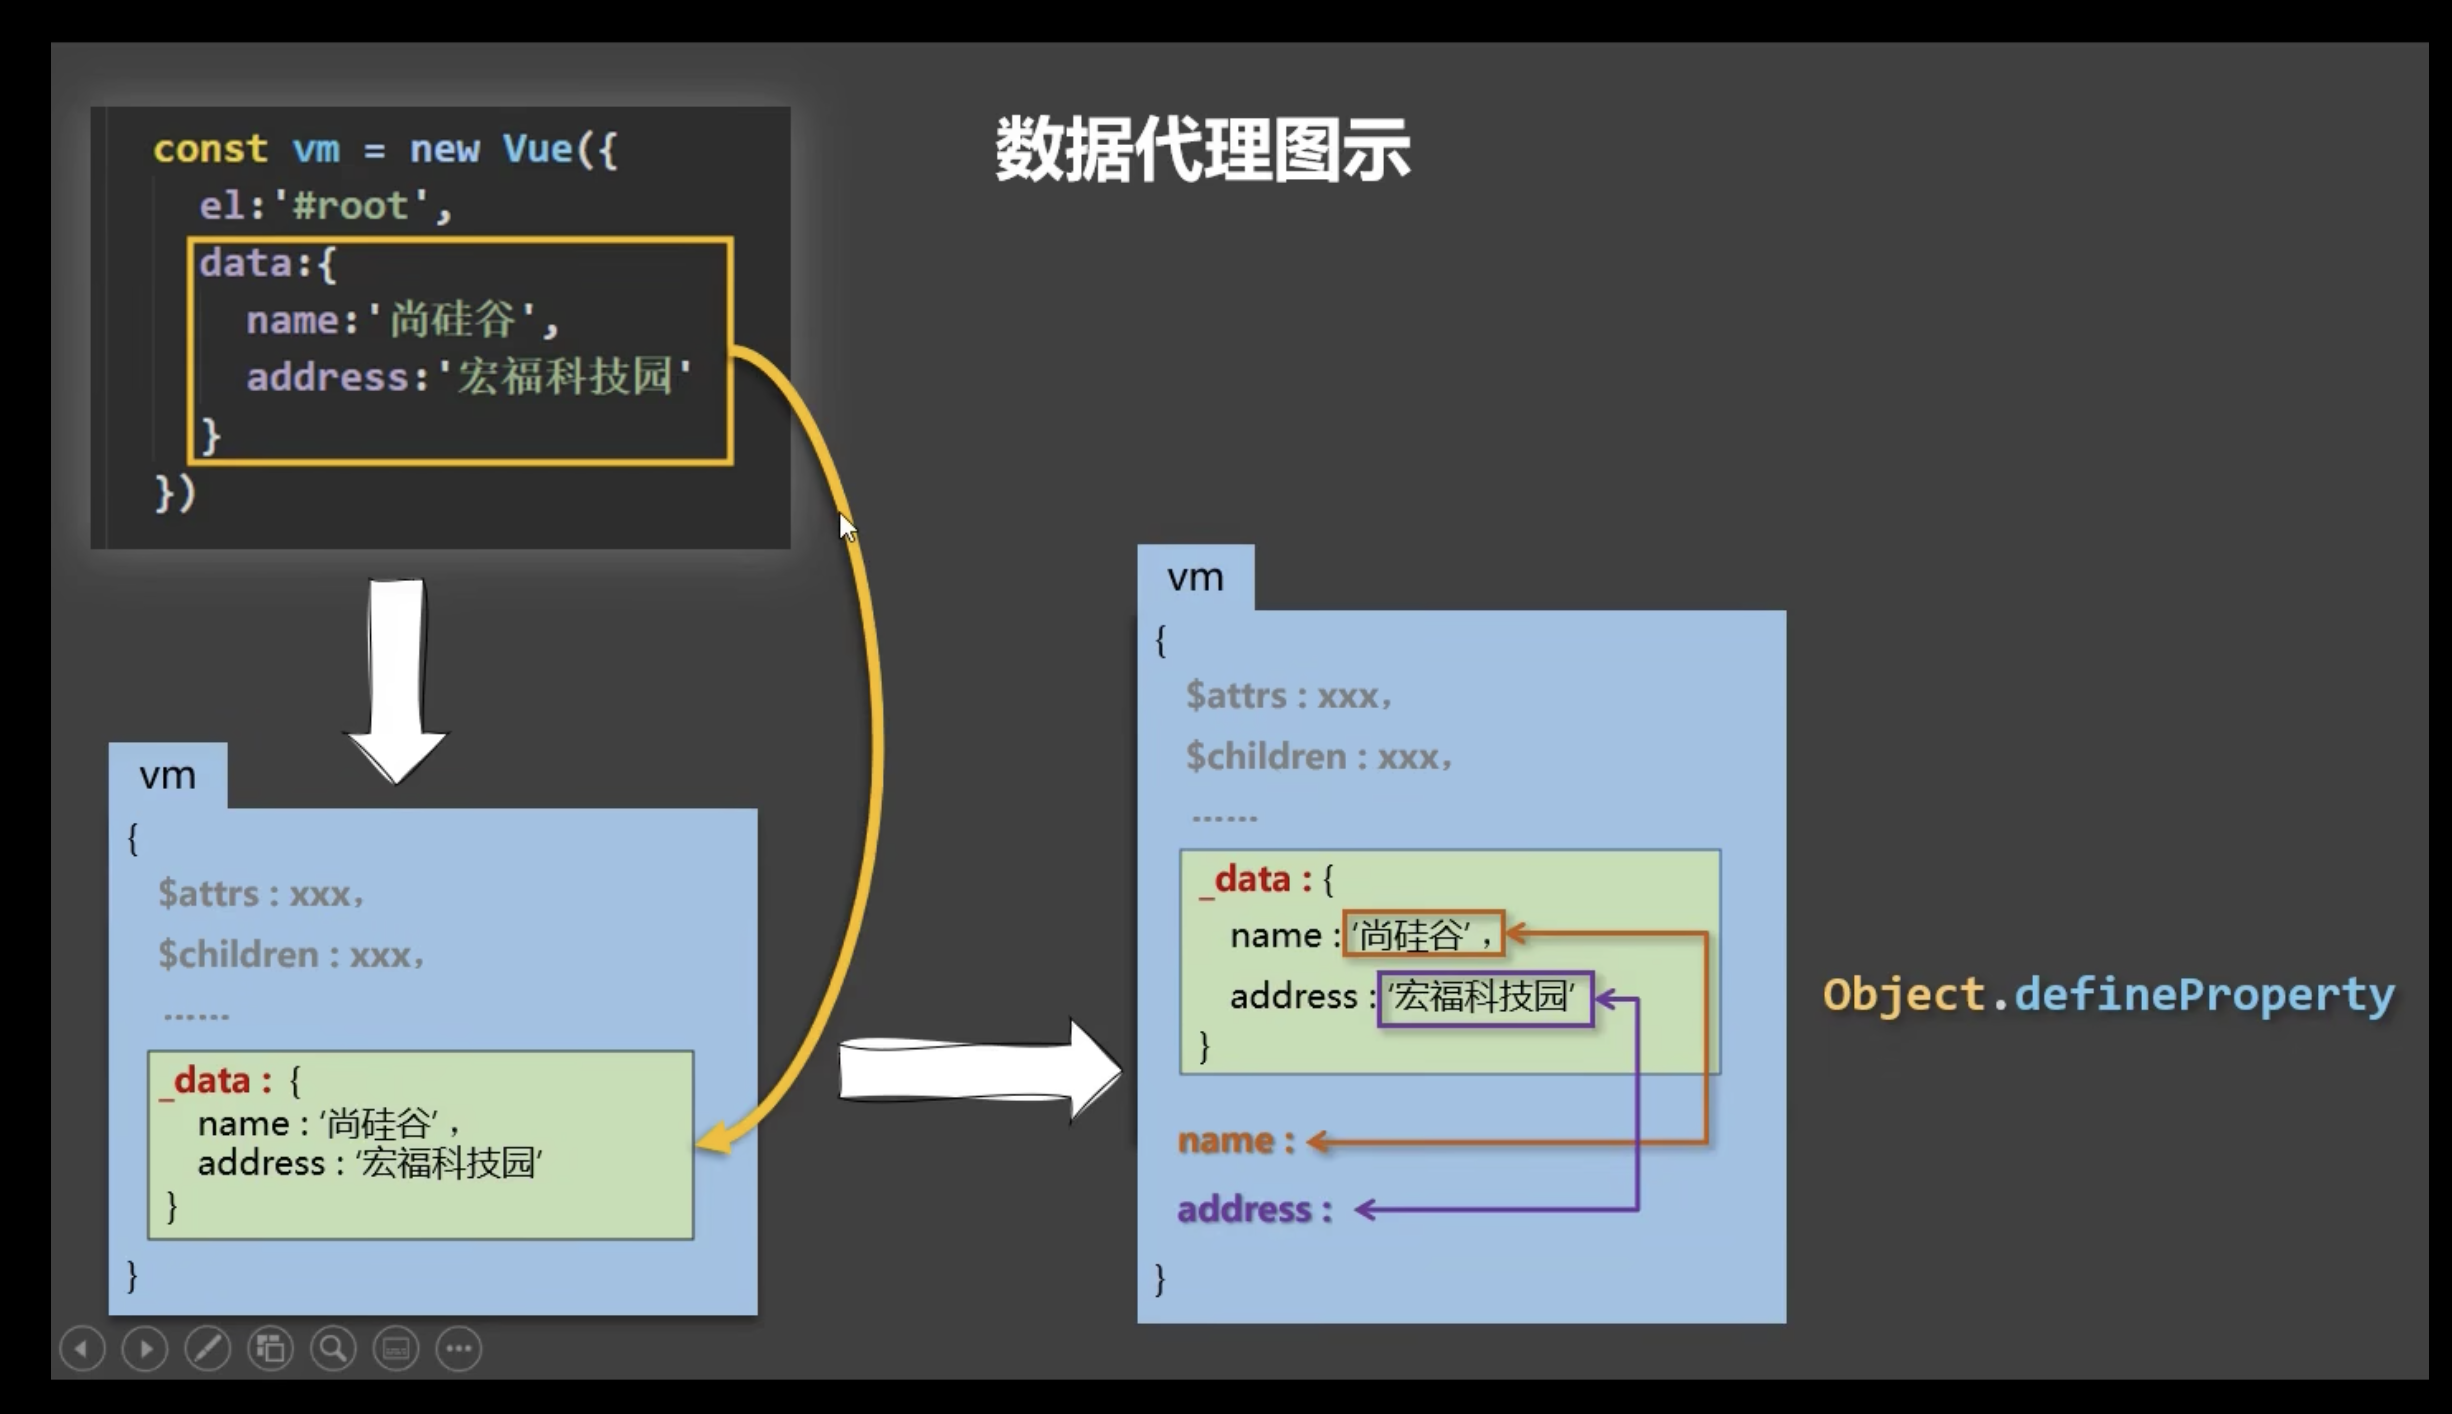 数据代理图示
const vm = new Vue({
el:'#root',
data:{
name:'尚硅谷',
address:'宏福科技园'
}
})
vm
{
$attrs : xxx，
$children : xxx，
......
_data : {
name : ‘尚硅谷’，
address : ‘宏福科技园’
}
}
vm
{
$attrs : xxx，
$children : xxx，
......
_data : {
name : ‘尚硅谷’，
address : ‘宏福科技园’
}
name :
address :
}
Object.defineProperty